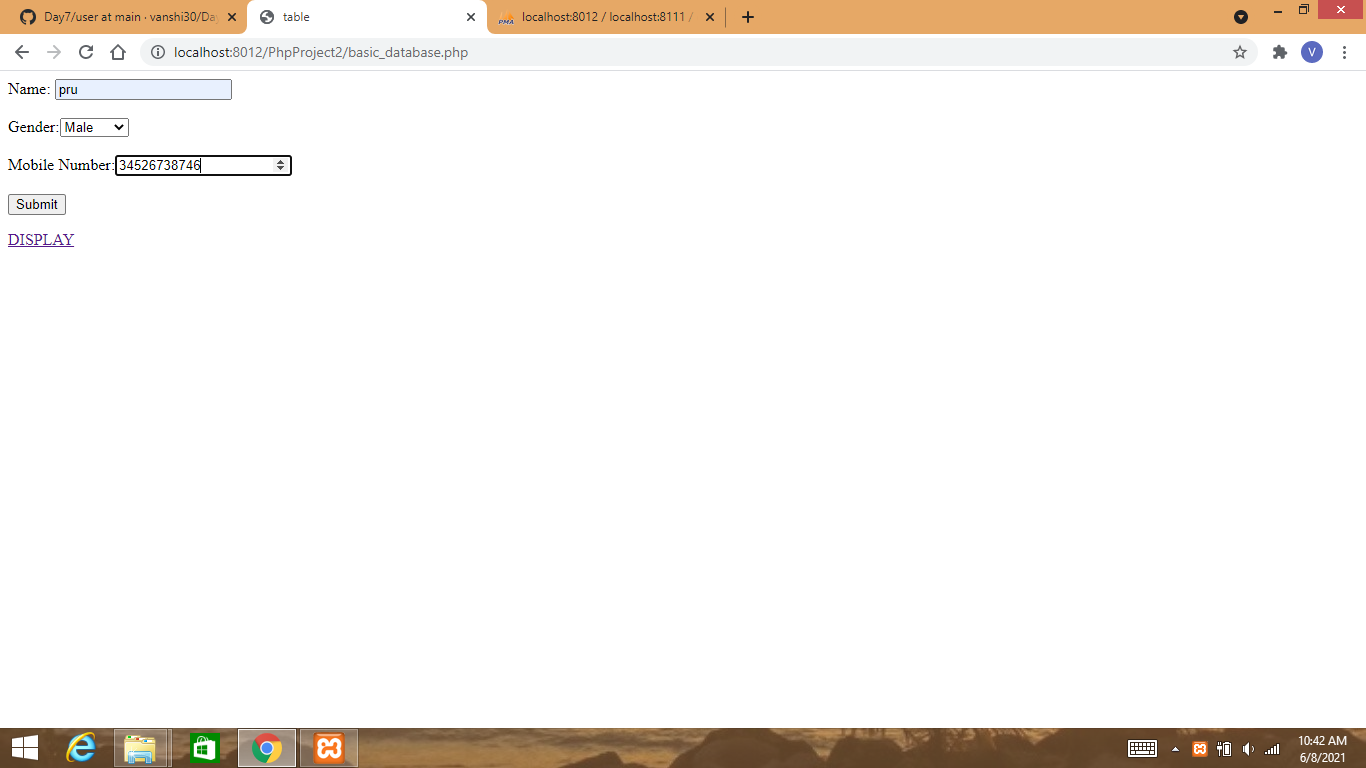 Day7/user at main · vanshi30/Day
table
localhost:8012 / localhost:8111 /
localhost:8012/PhpProject2/basic_database.php
V
Name: pru
Gender: Male
Mobile Number: 34526738746
Submit
DISPLAY
10:42 AM
6/8/2021